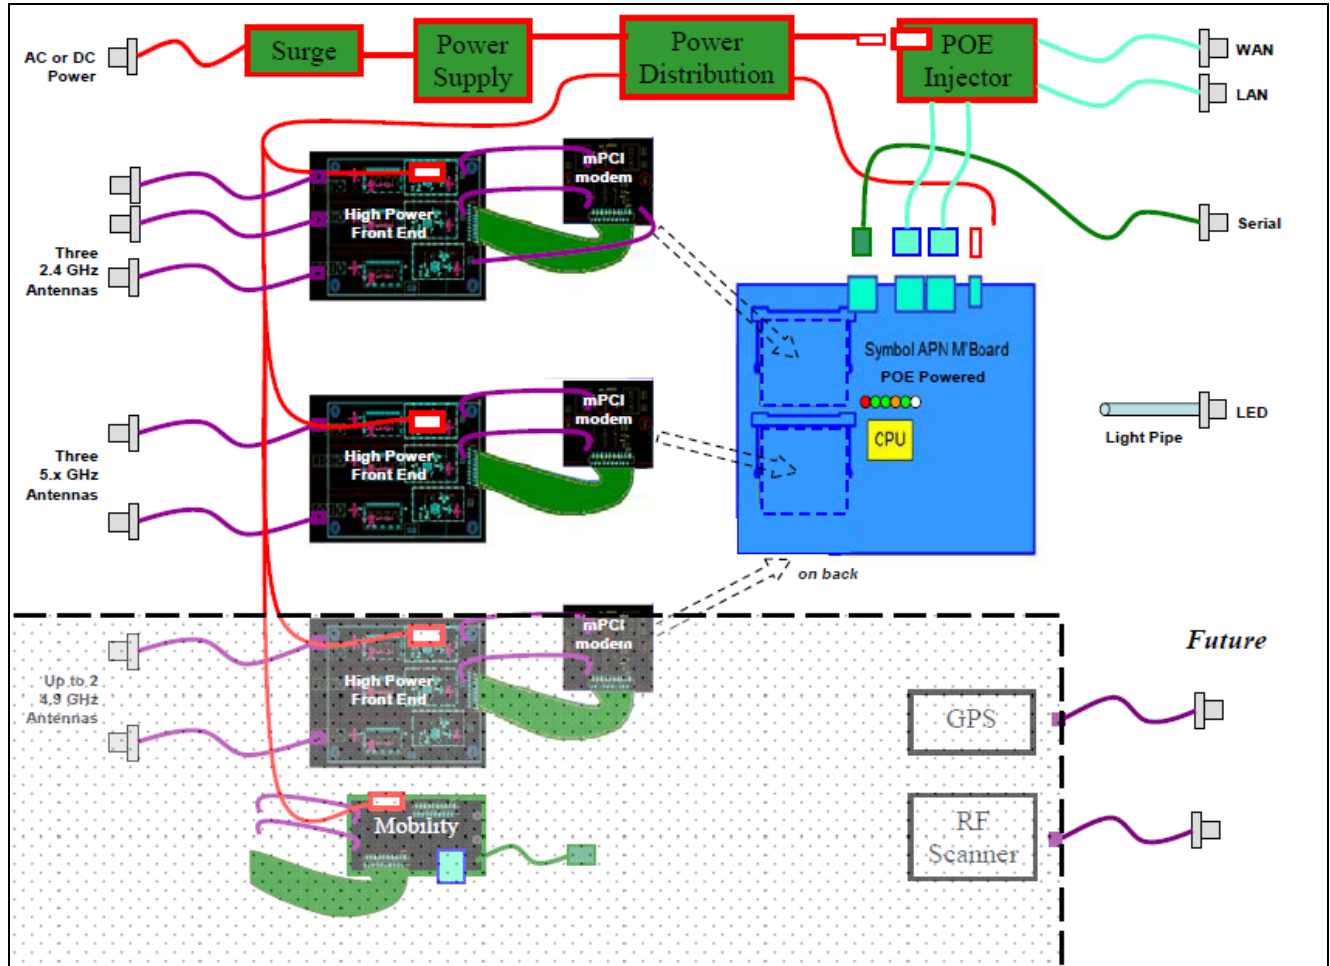 AC or DC
Power
Surge
Power
Supply
Power
Distribution
POE
Injector
WAN
LAN
mPCI
modem
High Power
Front End
Three
2.4 GHz
Antennas
Serial
Symbol APN M'Board
POE Powered
CPU
mPCI
modem
High Power
Front End
Three
5.x GHz
Antennas
Light Pipe
LED
on back
mPCI
modem
High Power
Front End
Up to 2
4.9 GHz
Antennas
Future
GPS
Mobility
RF
Scanner